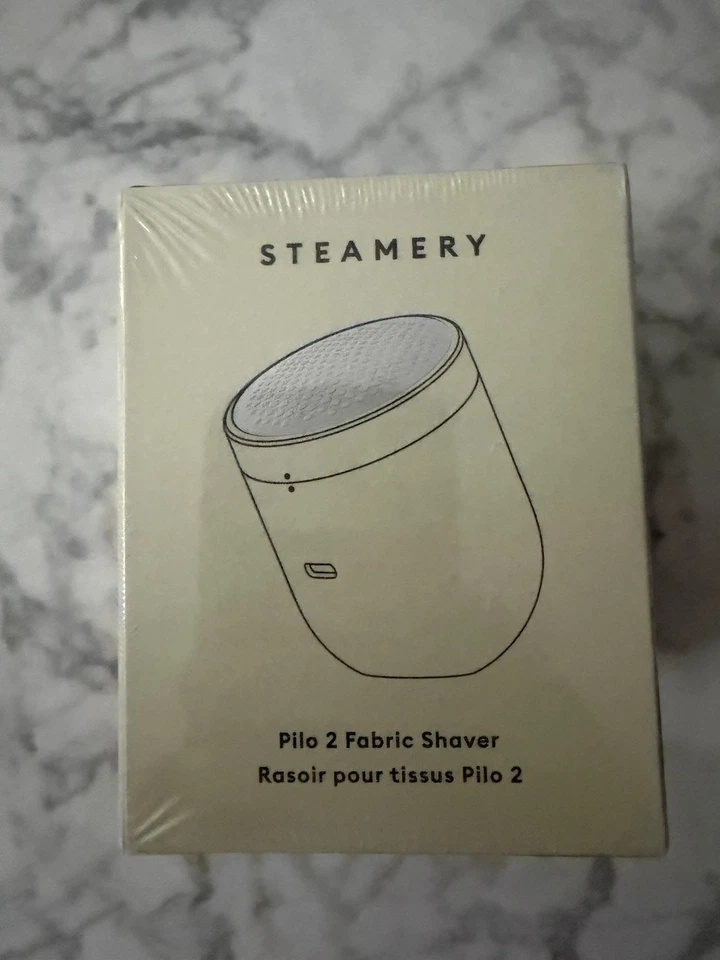 STEAMERY
Pilo 2 Fabric Shaver
Rasoir pour tissus Pilo 2